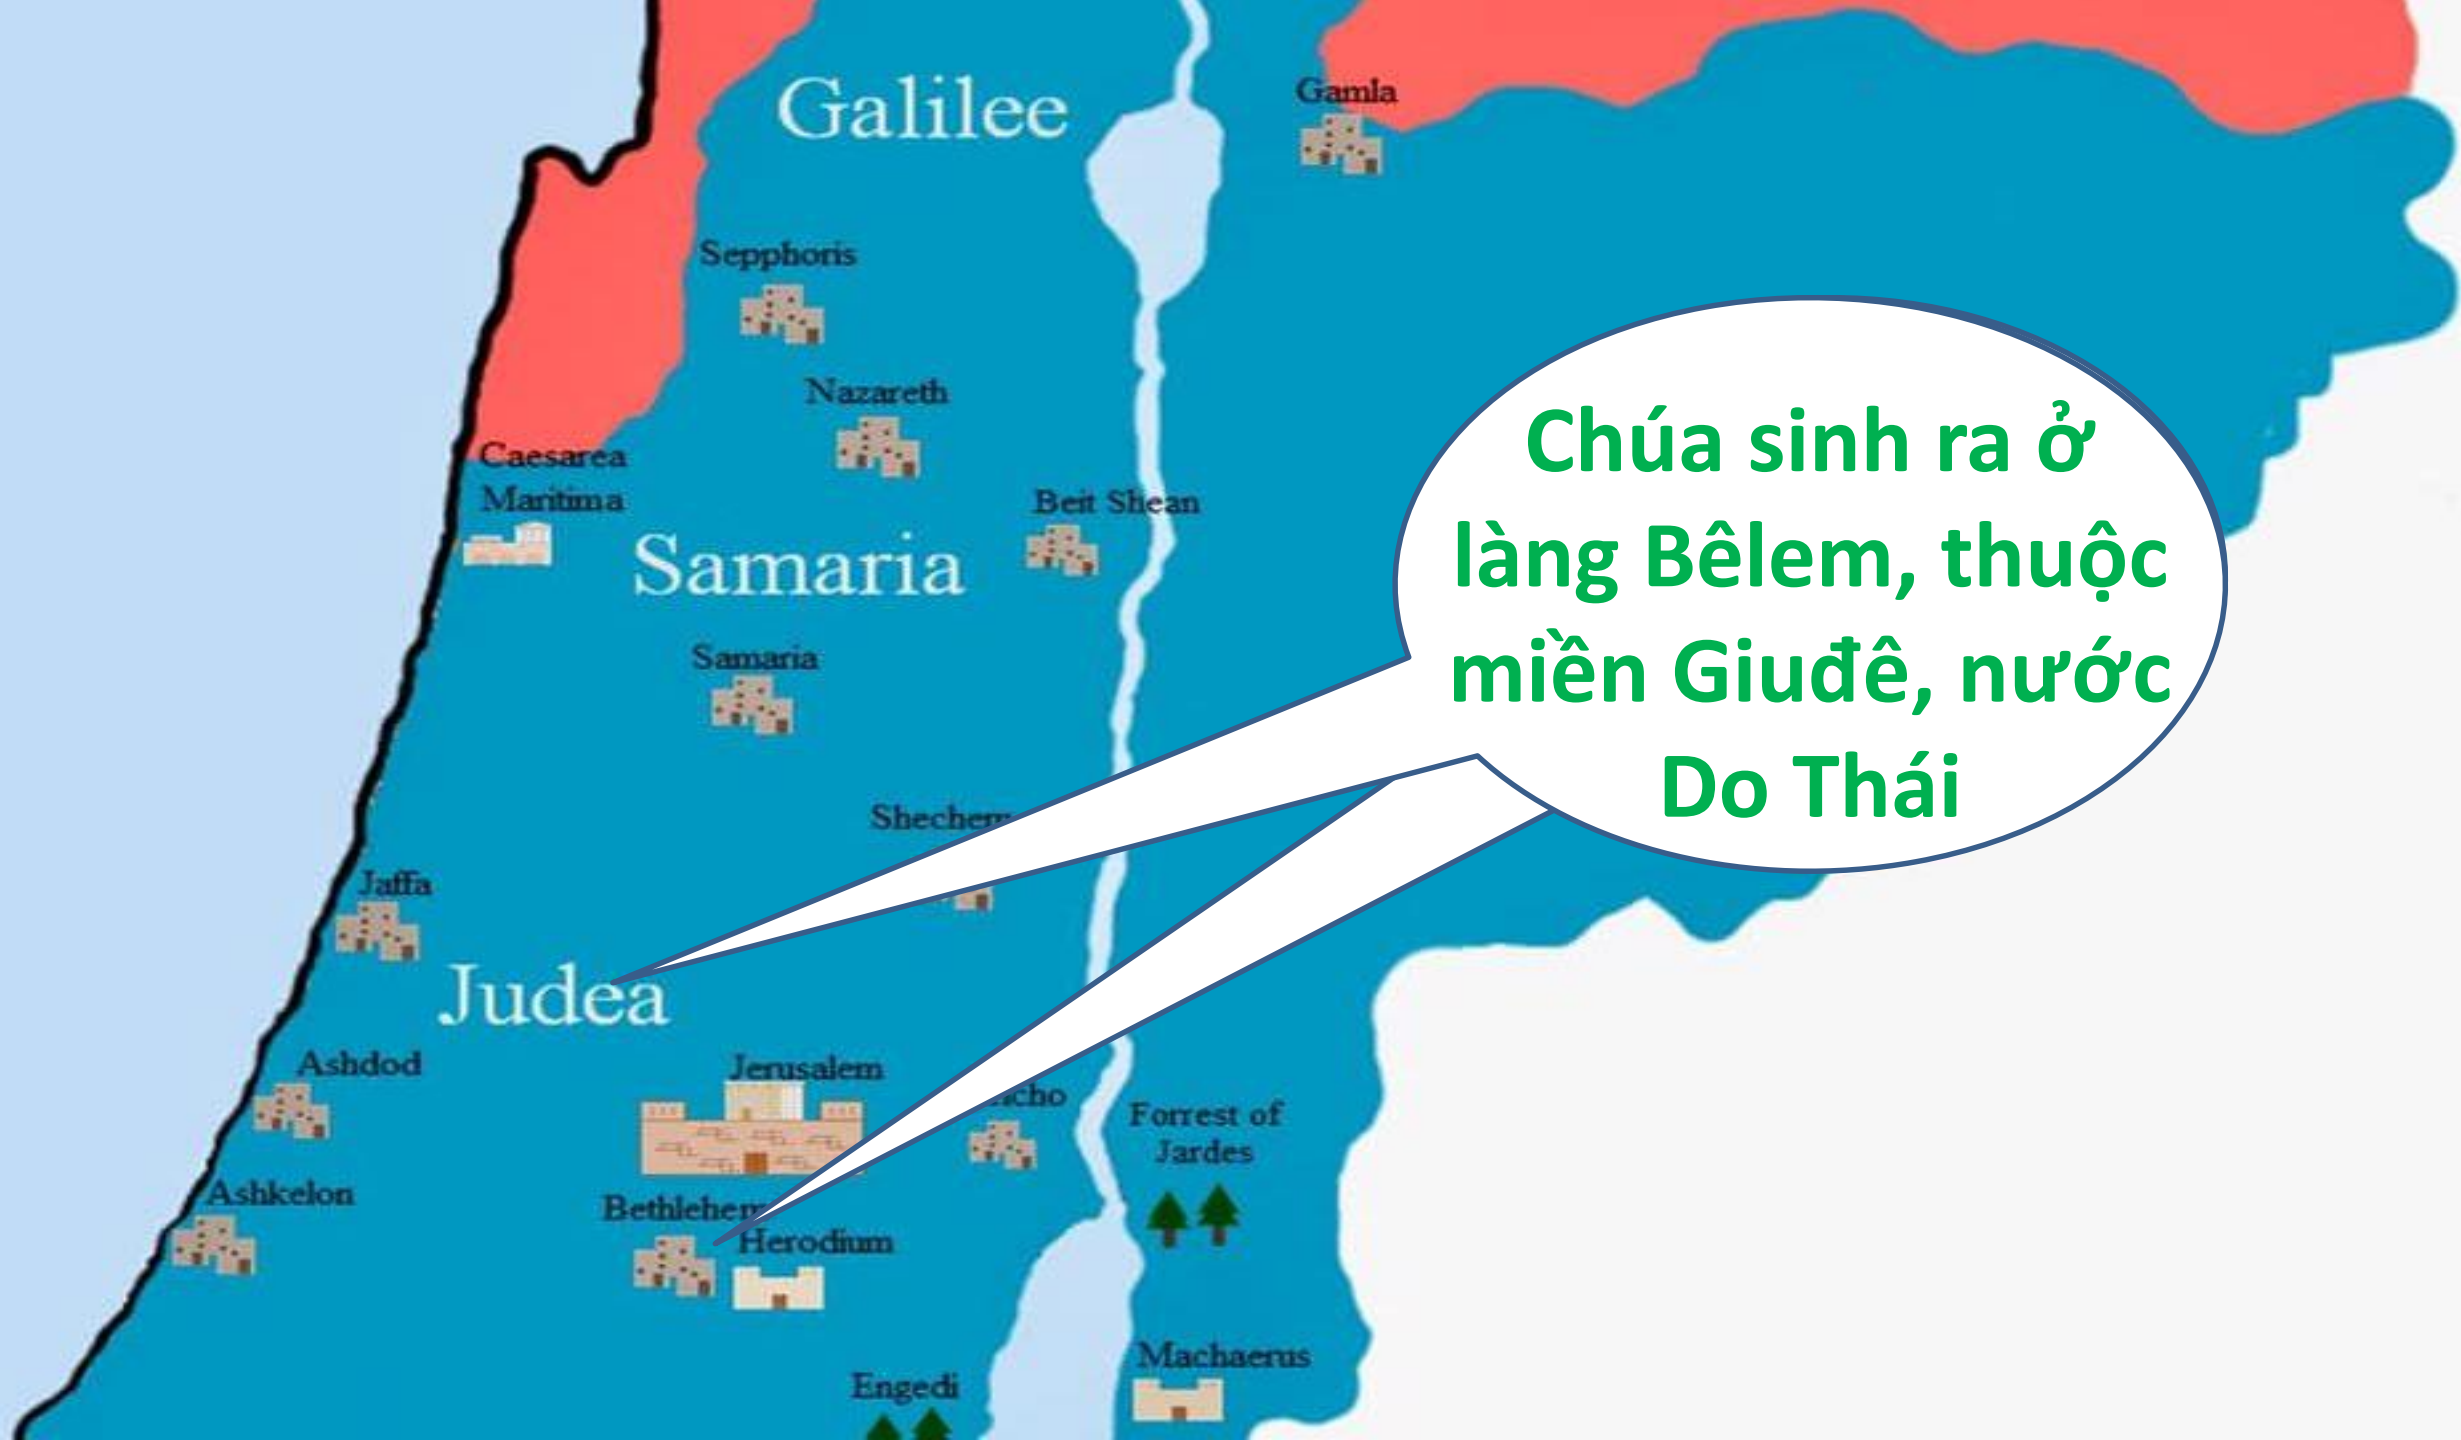 Galilee
Gamla
Sepphoris
Nazareth
Caesarea
Maritima
Beit Shean
Samaria
Samaria
Chúa sinh ra ở
làng Bêlem, thuộc
miền Giuđê, nước
Do Thái
Jaffa
Judea
Ashdod
Jerusalem
Forrest of
Jardes
Ashkelon
Herodium
Machaerus
Engedi